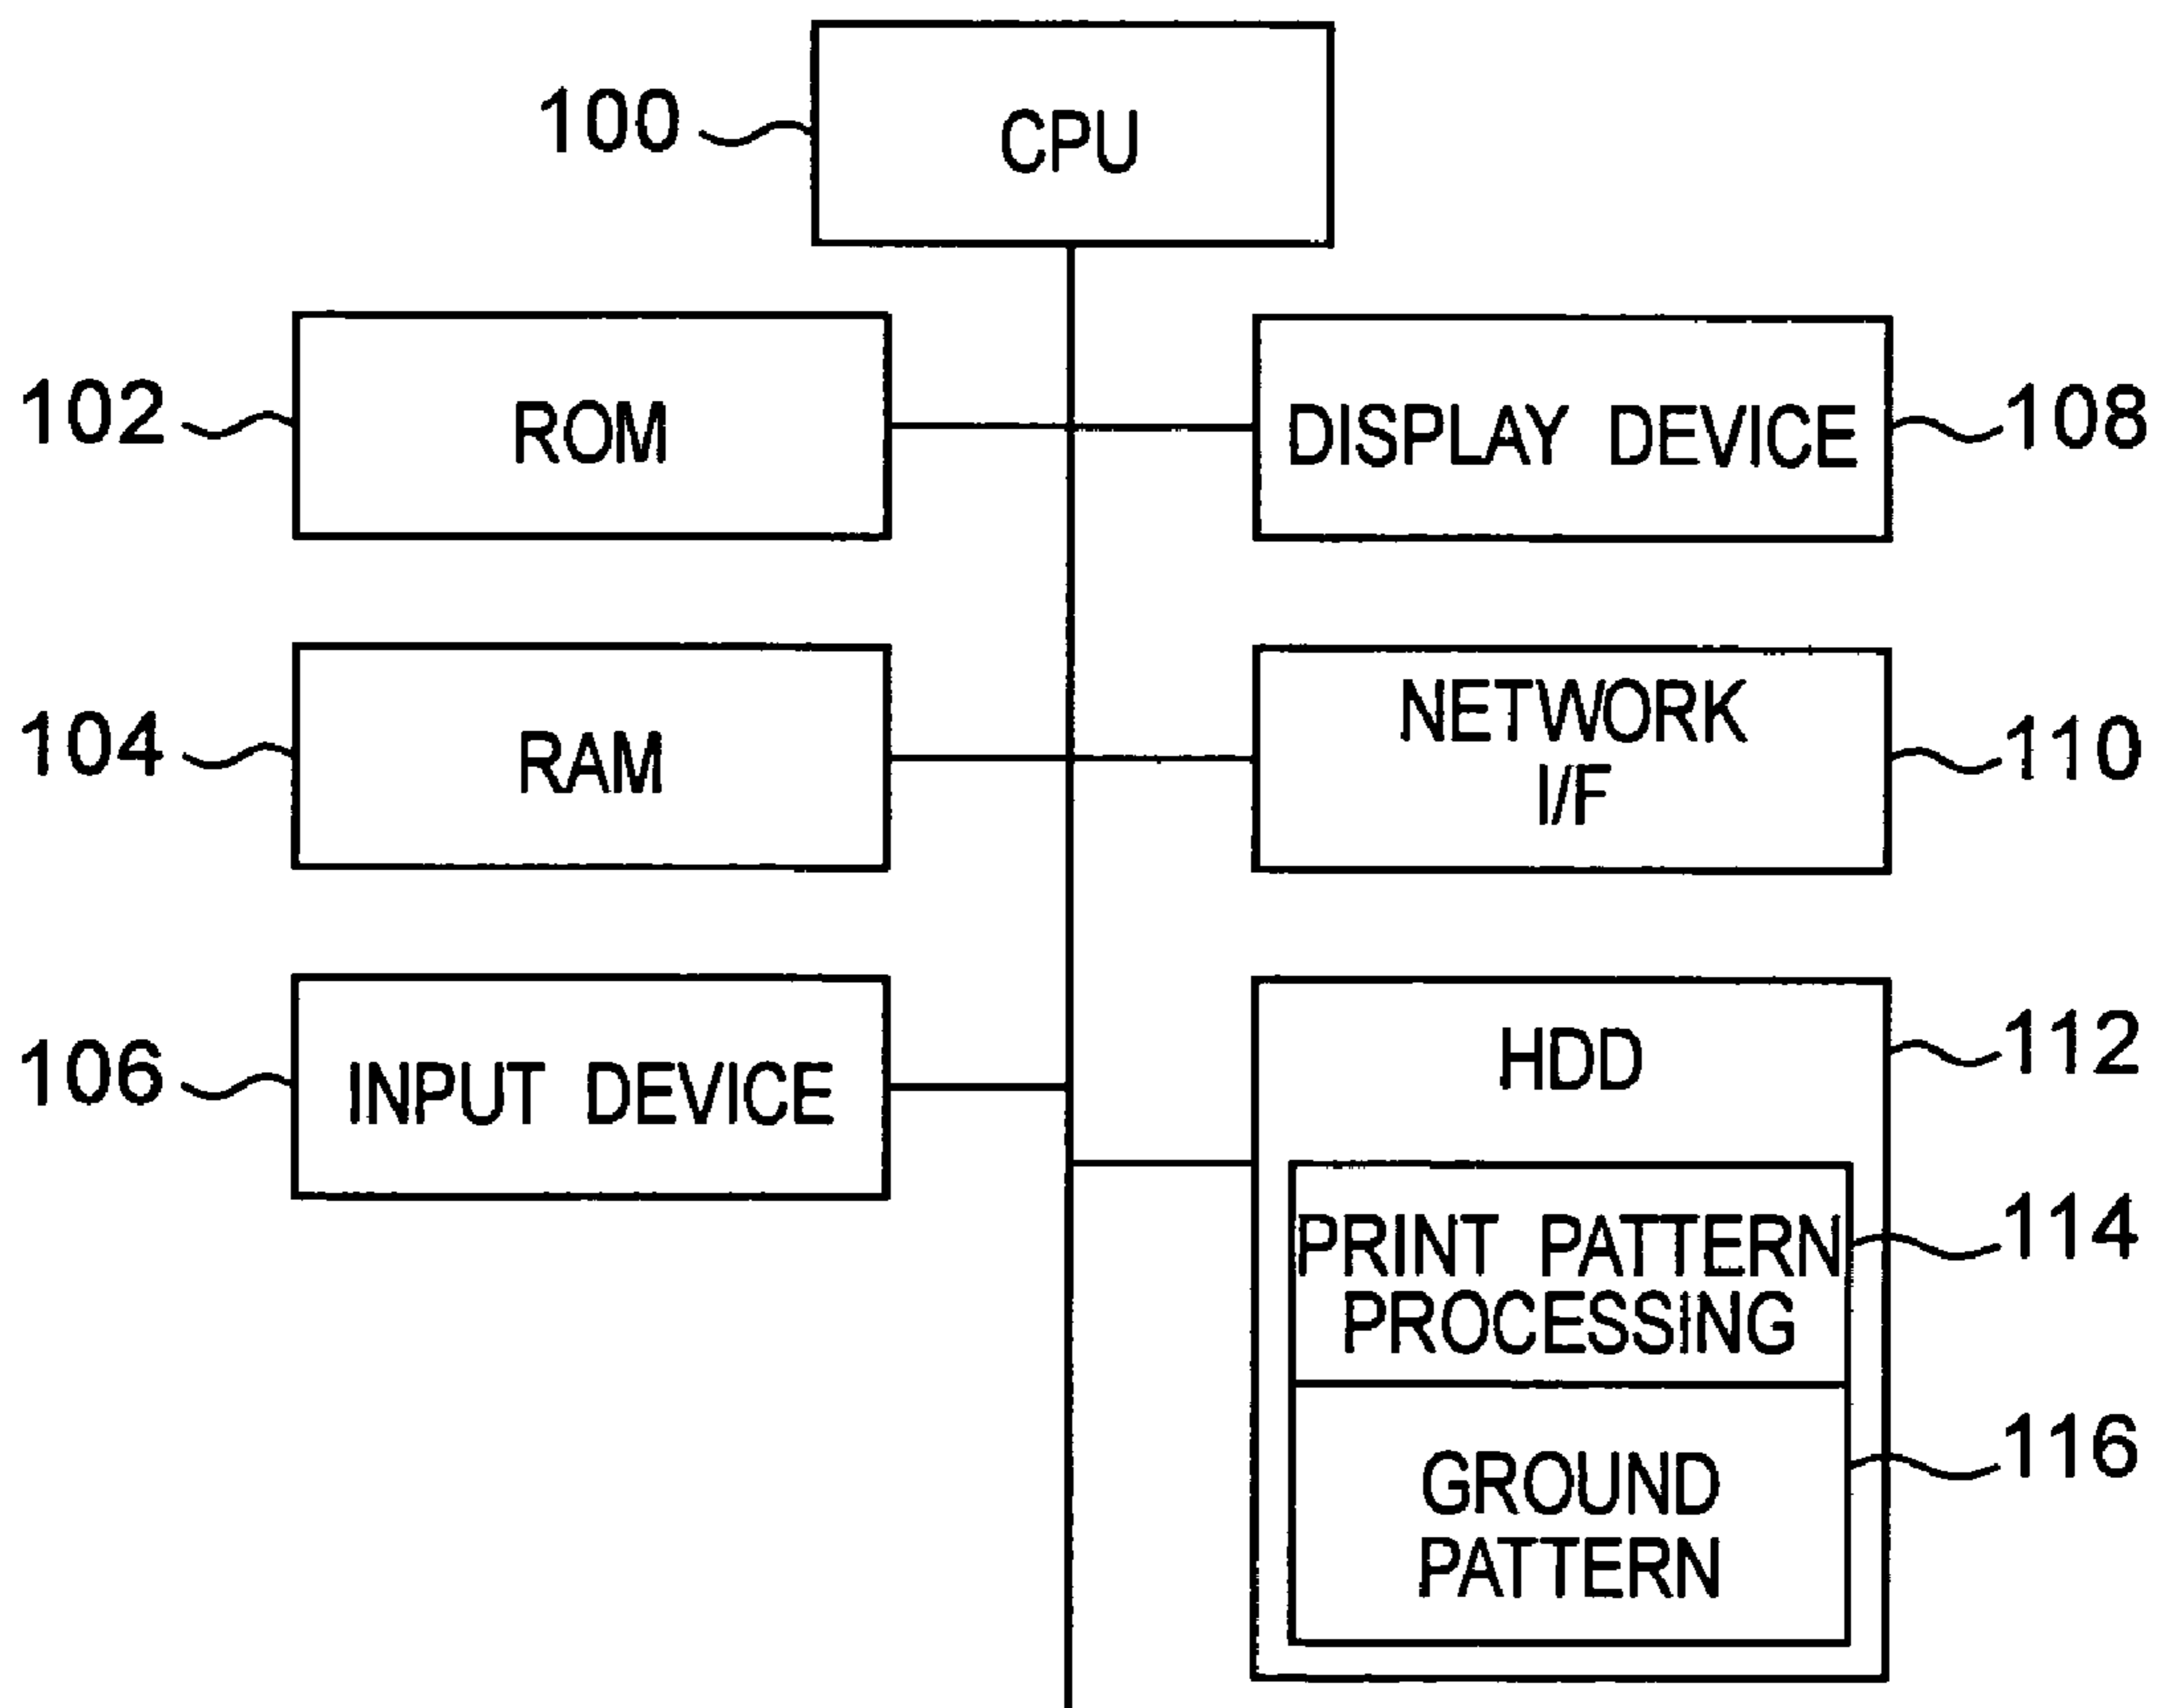 100
CPU
102
ROM
DISPLAY DEVICE
108
104
RAM
NETWORK
I/F
110
106
INPUT DEVICE
HDD
112
PRINT PATTERN
PROCESSING
114
GROUND
PATTERN
116